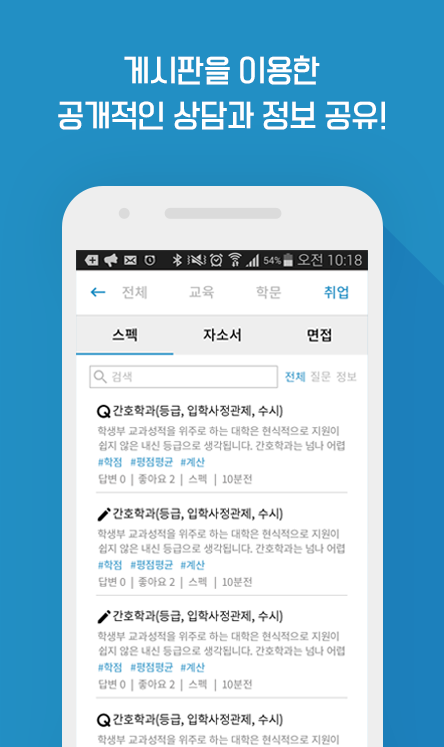 게시판을 이용한
공개적인 상담과 정보 공유!
54% 오전 10:18
전체 교육 학문 취업
스펙 자소서 면접
검색 전체 질문 정보
간호학과(등급, 입학사정관제, 수시)
학생부 교과성적을 위주로 하는 대학은 현식적으로 지원이
쉽지 않은 내신 등급으로 생각됩니다. 간호학과는 넘나 어렵
#학점 #평점평균 #계산
답변 0 | 좋아요 2 | 스펙 | 10분전
간호학과(등급, 입학사정관제, 수시)
학생부 교과성적을 위주로 하는 대학은 현식적으로 지원이
쉽지 않은 내신 등급으로 생각됩니다. 간호학과는 넘나 어렵
#학점 #평점평균 #계산
답변 0 | 좋아요 2 | 스펙 | 10분전
간호학과(등급, 입학사정관제, 수시)
학생부 교과성적을 위주로 하는 대학은 현식적으로 지원이
쉽지 않은 내신 등급으로 생각됩니다. 간호학과는 넘나 어렵
#학점 #평점평균 #계산
답변 0 | 좋아요 2 | 스펙 | 10분전
간호학과(등급, 입학사정관제, 수시)
학생부 교과성적을 위주로 하는 대학은 현식적으로 지원이